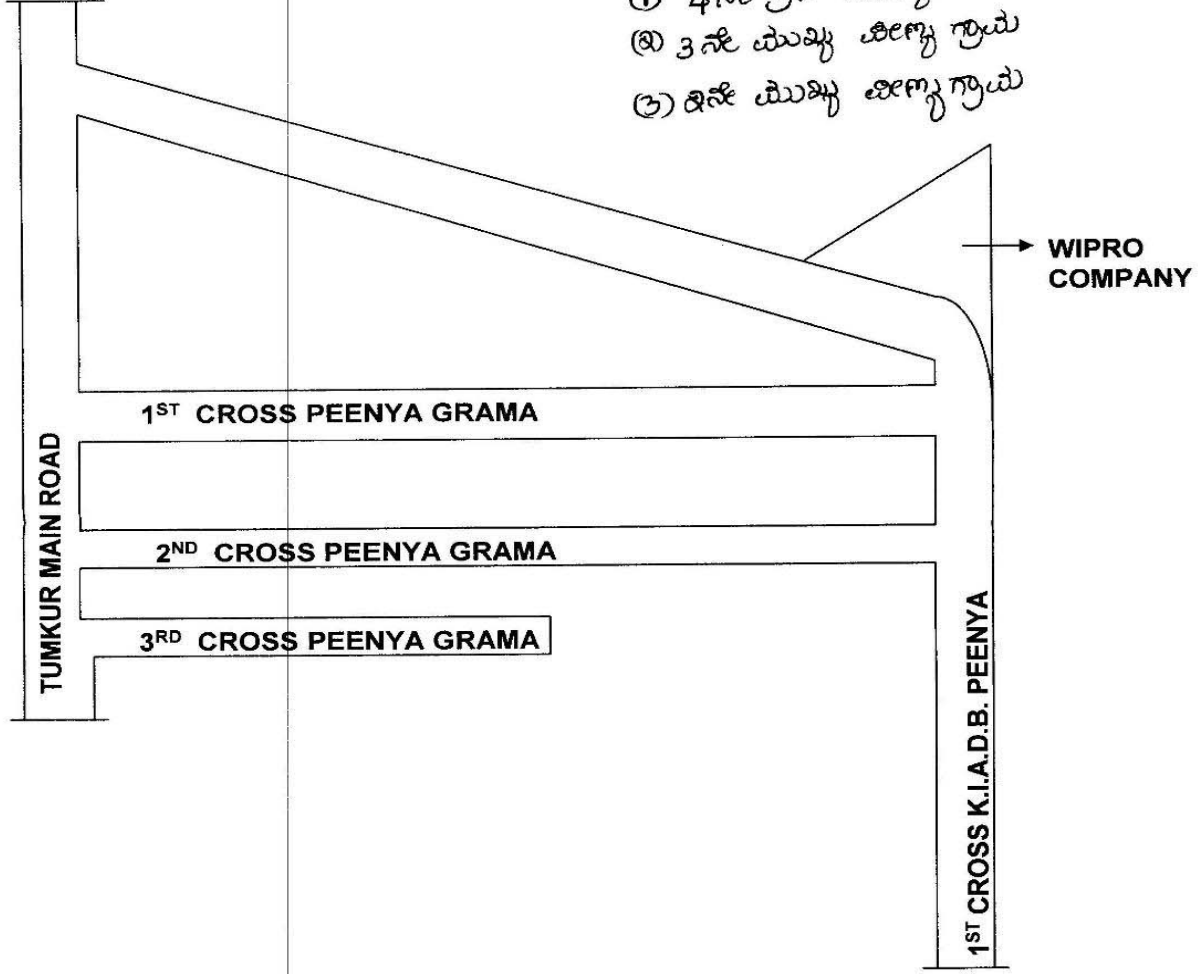 (2) 3ನೇ ಮುಖ್ಯ ಪೀಣ್ಯ ಗ್ರಾಮ
(3) 2ನೇ ಮುಖ್ಯ ಪೀಣ್ಯ ಗ್ರಾಮ
WIPRO
COMPANY
1ST CROSS PEENYA GRAMA
TUMKUR MAIN ROAD
2ND CROSS PEENYA GRAMA
3RD CROSS PEENYA GRAMA
1ST CROSS K.I.A.D.B. PEENYA